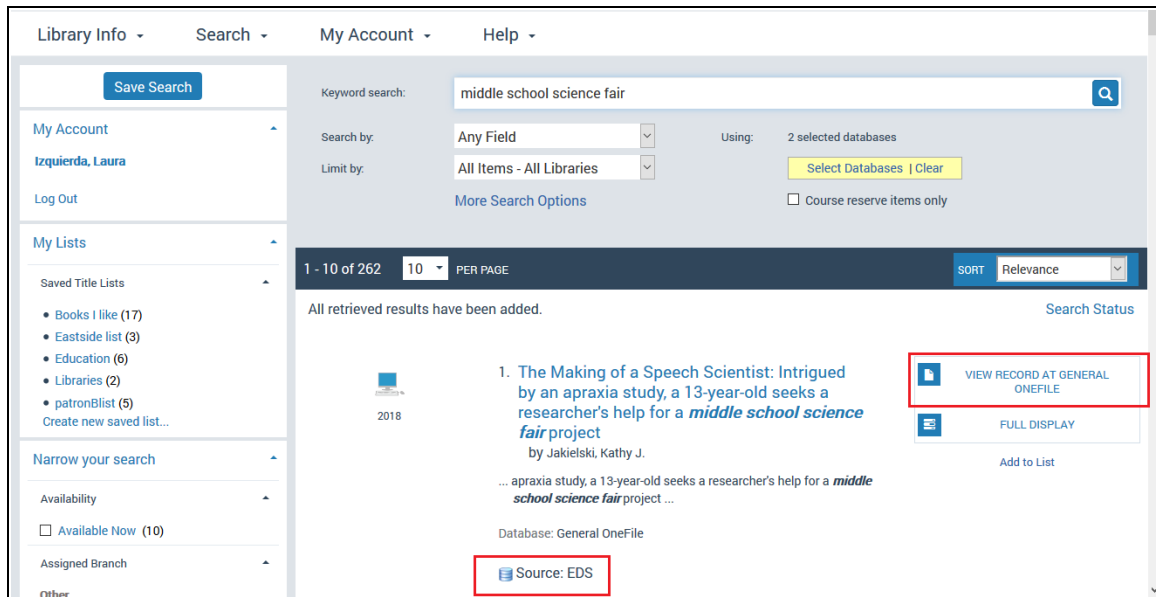 Library Info
Search
My Account
Help
Save Search
My Account
Izquierda, Laura
Log Out
My Lists
Saved Title Lists
Books I like (17)
Eastside list (3)
Education (6)
Libraries (2)
patronBlist (5)
Create new saved list...
Narrow your search
Availability
Available Now (10)
Assigned Branch
Other
Keyword search: middle school science fair
Search by: Any Field Using: 2 selected databases
Limit by: All Items - All Libraries Select Databases | Clear
More Search Options Course reserve items only
1 - 10 of 262 10 PER PAGE SORT Relevance
All retrieved results have been added. Search Status
2018
1. The Making of a Speech Scientist: Intrigued
by an apraxia study, a 13-year-old seeks a
researcher's help for a middle school science
fair project
by Jakielski, Kathy J.
... apraxia study, a 13-year-old seeks a researcher's help for a middle
school science fair project ...
Database: General OneFile
Source: EDS
VIEW RECORD AT GENERAL
ONEFILE
FULL DISPLAY
Add to List